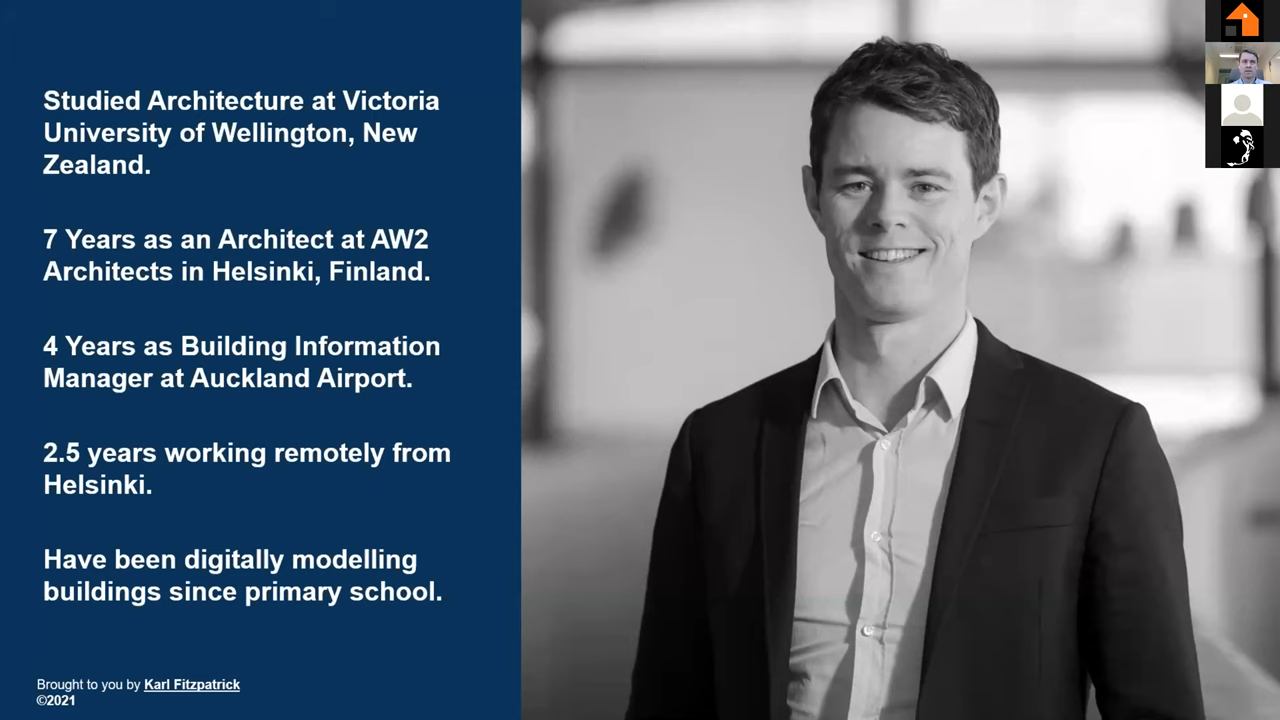 Studied Architecture at Victoria
University of Wellington, New
Zealand.
7 Years as an Architect at AW2
Architects in Helsinki, Finland.
4 Years as Building Information
Manager at Auckland Airport.
2.5 years working remotely from
Helsinki.
Have been digitally modelling
buildings since primary school.
Brought to you by Karl Fitzpatrick
©2021